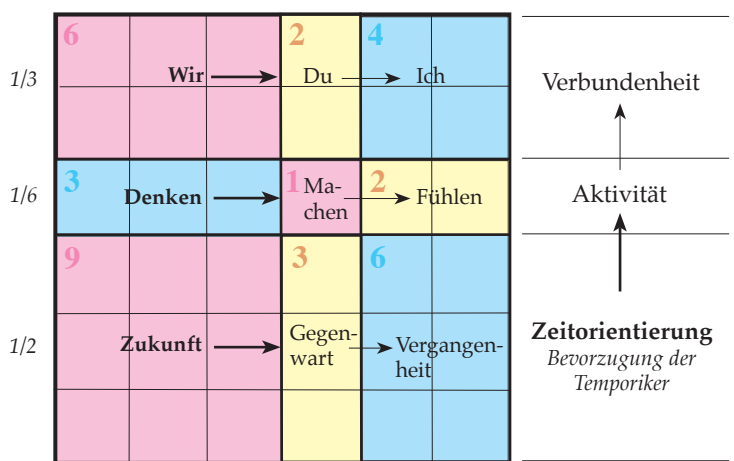 6 2 4
1/3 Wir Du Ich Verbundenheit
3 1 Ma- 2
1/6 Denken chen Fühlen Aktivität
9 3 6
Gegen- Zeitorientierung
1/2 Zukunft wart Vergangen- Bevorzugung der
heit Temporiker